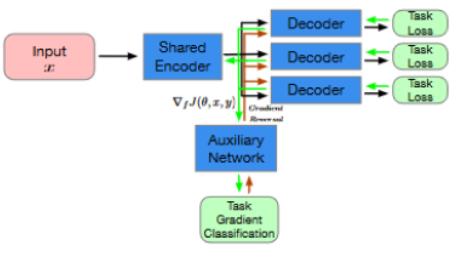 Input
x
Shared
Encoder
Decoder
Task
Loss
Decoder
Task
Loss
Decoder
Task
Loss
∇_f J(θ, x, y)
Gradient
Reversal
Auxiliary
Network
Task
Gradient
Classification